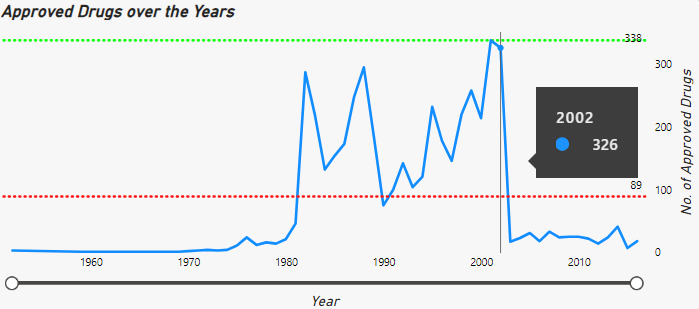 Approved Drugs over the Years
338
300
2002
326
200
89
100
0
No. of Approved Drugs
1960 1970 1980 1990 2000 2010
Year